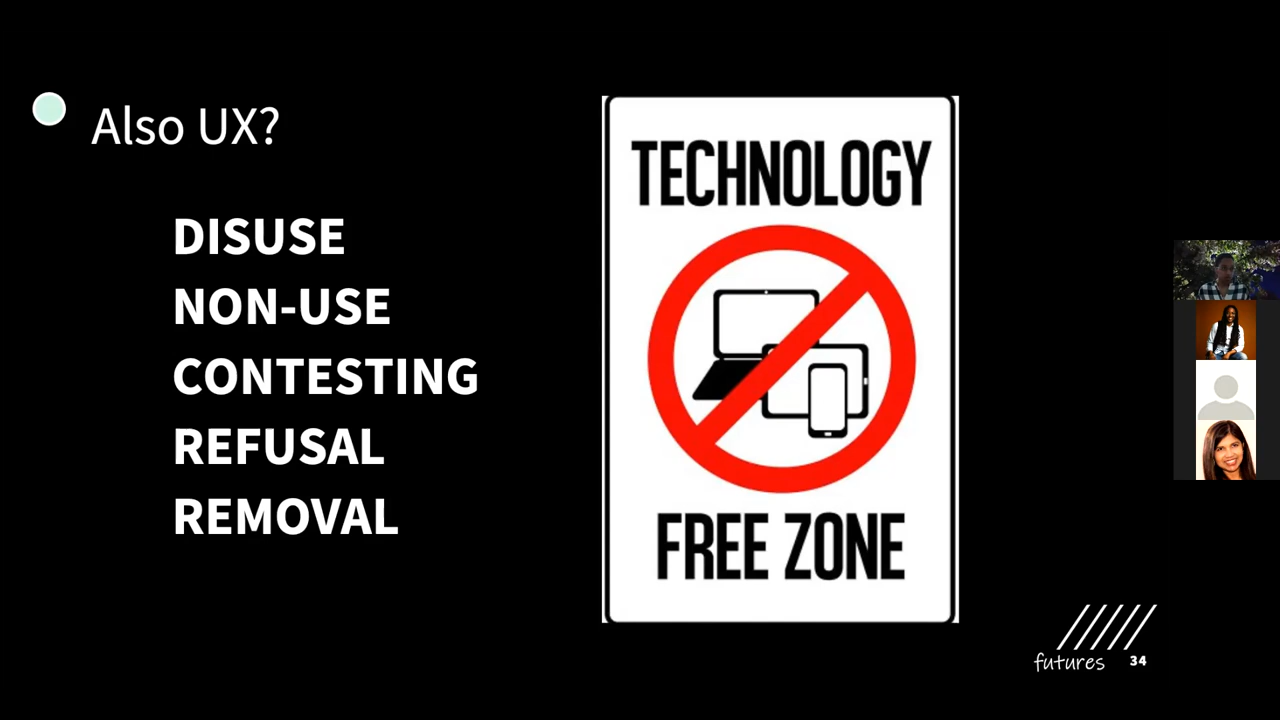 Also UX?
DISUSE
NON-USE
CONTESTING
REFUSAL
REMOVAL
TECHNOLOGY
FREE ZONE
futures 34